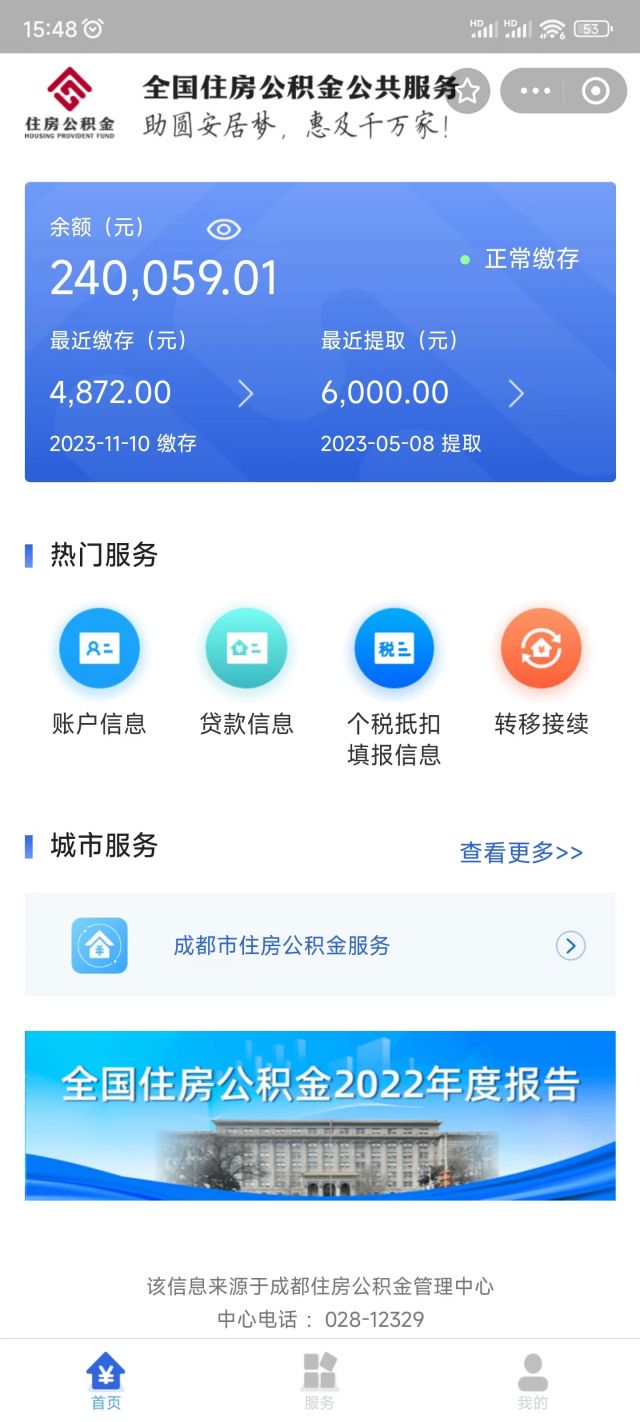 15:48
HD HD 6 53
全国住房公积金公共服务
住房公积金
HOUSING PROVIDENT FUND
助圆安居梦，惠及千万家！
余额（元）
240,059.01
正常缴存
最近缴存（元） 最近提取（元）
4,872.00 6,000.00
2023-11-10 缴存 2023-05-08 提取
热门服务
税
账户信息 贷款信息 个税抵扣 转移接续
填报信息
城市服务
查看更多>>
¥
成都市住房公积金服务
全国住房公积金2022年度报告
该信息来源于成都住房公积金管理中心
中心电话 ：028-12329
¥
首页 服务 我的